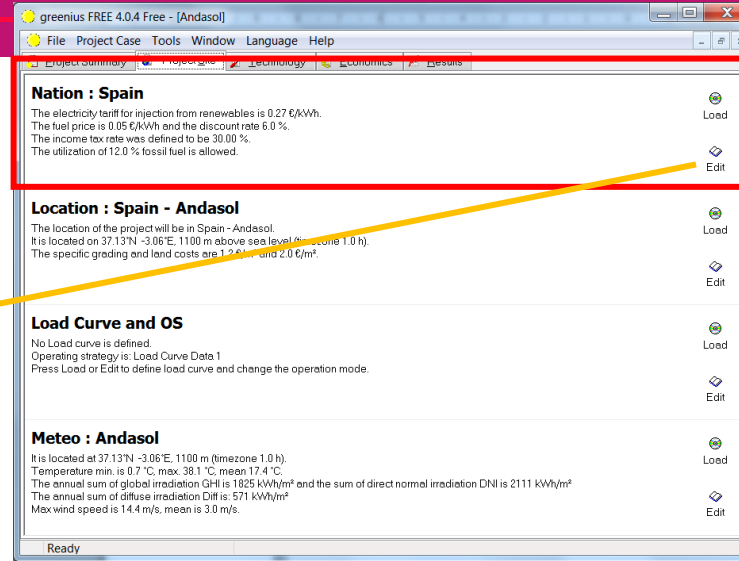 greenius FREE 4.0.4 Free - [Andasol]
File Project Case Tools Window Language Help
Project Summary Project Site Technology Economics Results
Nation : Spain
The electricity tariff for injection from renewables is 0.27 €/kWh.
The fuel price is 0.05 €/kWh and the discount rate 6.0 %.
The income tax rate was defined to be 30.00 %.
The utilization of 12.0 % fossil fuel is allowed.
Load
Edit
Location : Spain - Andasol
The location of the project will be in Spain - Andasol.
It is located on 37.13°N -3.06°E, 1100 m above sea level (timezone 1.0 h).
The specific grading and land costs are 1.2 €/m² and 2.0 €/m².
Load
Edit
Load Curve and OS
No Load curve is defined.
Operating strategy is: Load Curve Data 1
Press Load or Edit to define load curve and change the operation mode.
Load
Edit
Meteo : Andasol
It is located at 37.13°N -3.06°E, 1100 m (timezone 1.0 h).
Temperature min. is 0.7 °C, max. 38.1 °C, mean 17.4 °C.
The annual sum of global irradiation GHI is 1825 kWh/m² and the sum of direct normal irradiation DNI is 2111 kWh/m²
The annual sum of diffuse irradiation Diff is: 571 kWh/m²
Max wind speed is 14.4 m/s, mean is 3.0 m/s.
Load
Edit
Ready